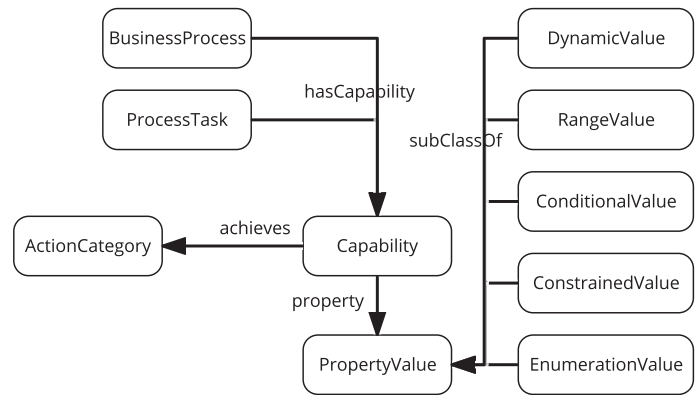 BusinessProcess
DynamicValue
hasCapability
ProcessTask
RangeValue
subClassOf
ConditionalValue
achieves
ActionCategory
Capability
ConstrainedValue
property
PropertyValue
EnumerationValue